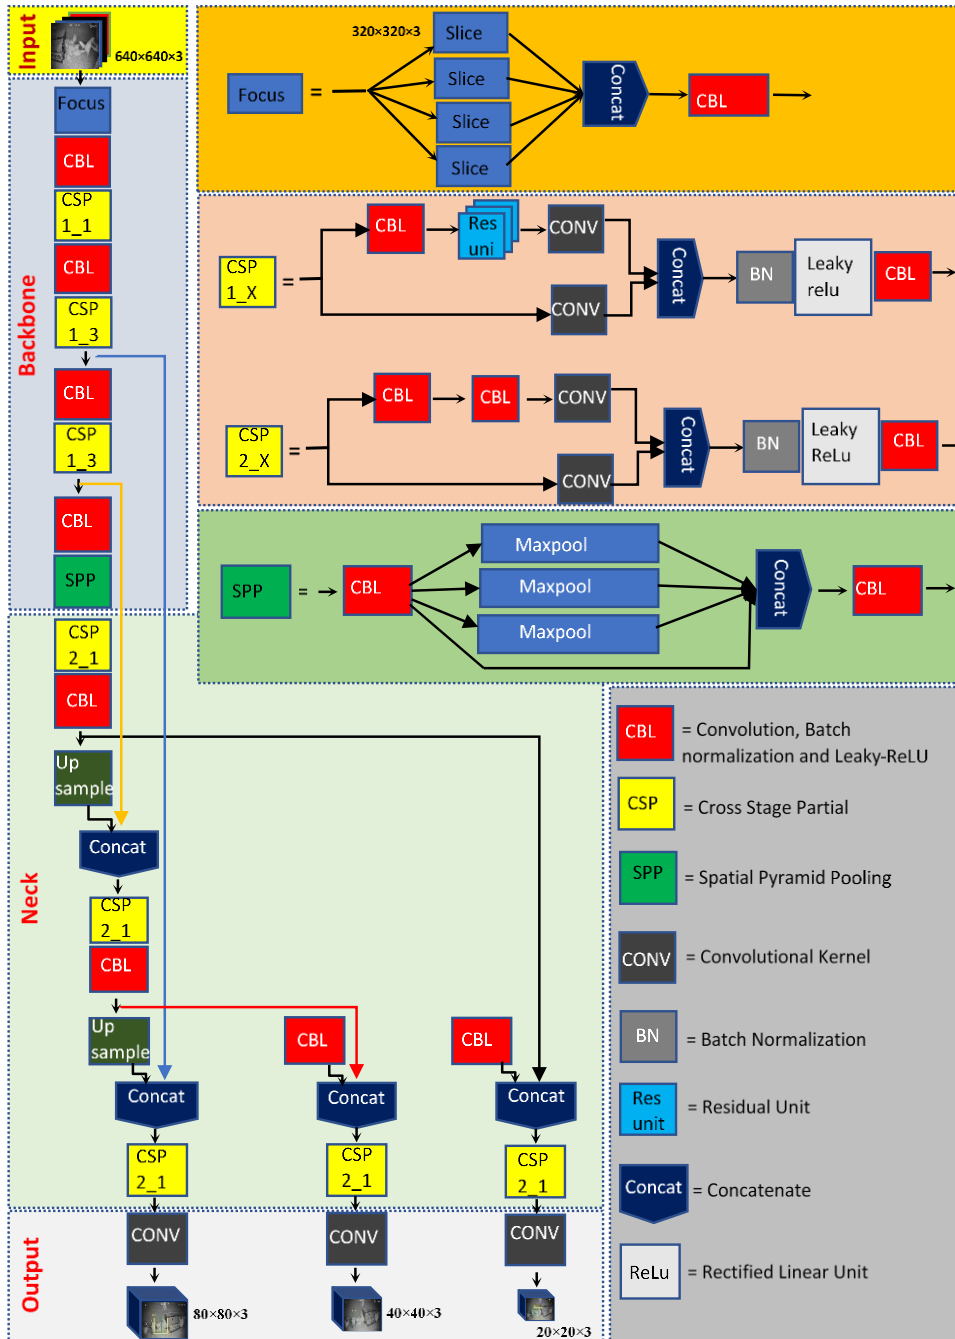 Input
640×640×3
Backbone
Focus
CBL
CSP
1_1
CBL
CSP
1_3
CBL
CSP
1_3
CBL
SPP
Neck
CSP
2_1
CBL
Up
sample
Concat
CSP
2_1
CBL
Up
sample
CBL
CBL
Concat
Concat
Concat
CSP
2_1
CSP
2_1
CSP
2_1
Output
CONV
CONV
CONV
80×80×3
40×40×3
20×20×3
320×320×3
Focus
=
Slice
Slice
Slice
Slice
Concat
CBL
CSP
1_X
=
CBL
Res
uni
CONV
CONV
Concat
BN
Leaky
relu
CBL
CSP
2_X
=
CBL
CBL
CONV
CONV
Concat
BN
Leaky
ReLu
CBL
SPP
=
CBL
Maxpool
Maxpool
Maxpool
Concat
CBL
CBL
= Convolution, Batch
normalization and Leaky-ReLU
CSP
= Cross Stage Partial
SPP
= Spatial Pyramid Pooling
CONV
= Convolutional Kernel
BN
= Batch Normalization
Res
unit
= Residual Unit
Concat
= Concatenate
ReLu
= Rectified Linear Unit